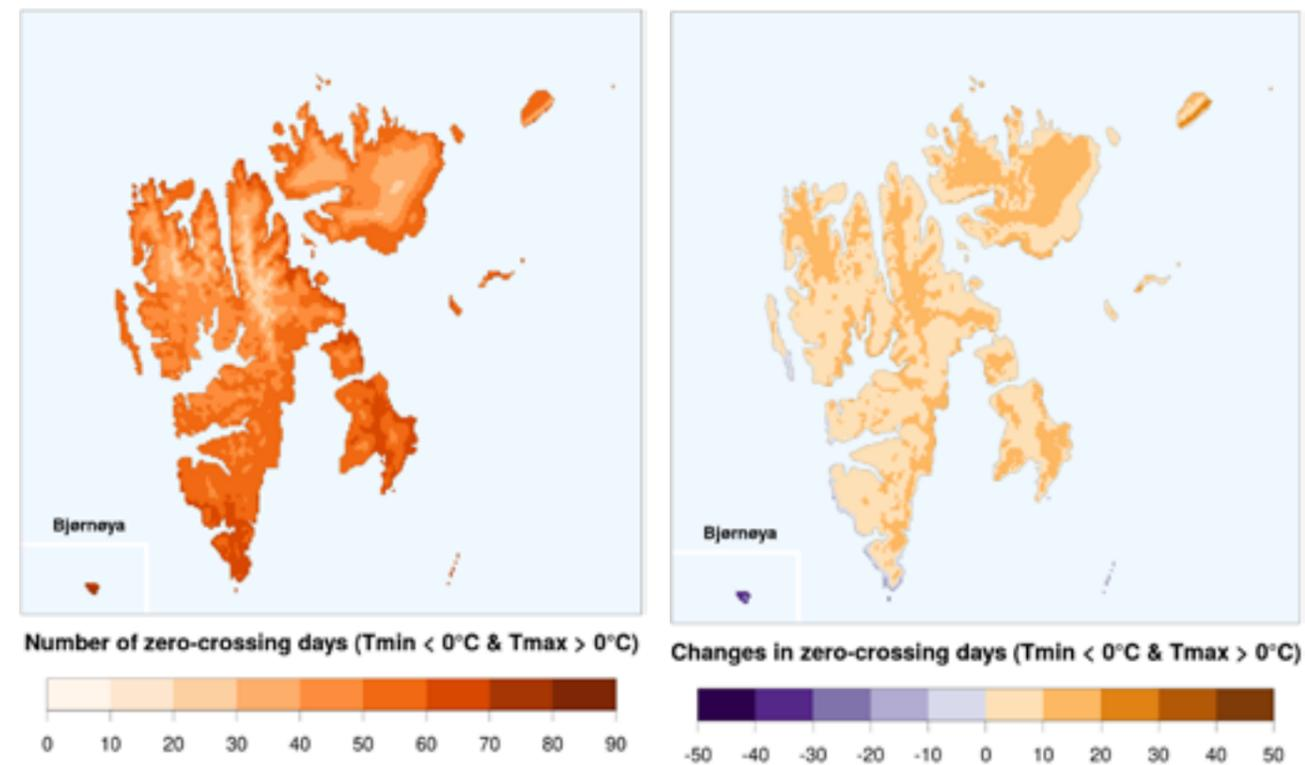 Bjørnøya
Number of zero-crossing days (Tmin < 0°C & Tmax > 0°C)
0 10 20 30 40 50 60 70 80 90
Bjørnøya
Changes in zero-crossing days (Tmin < 0°C & Tmax > 0°C)
-50 -40 -30 -20 -10 0 10 20 30 40 50